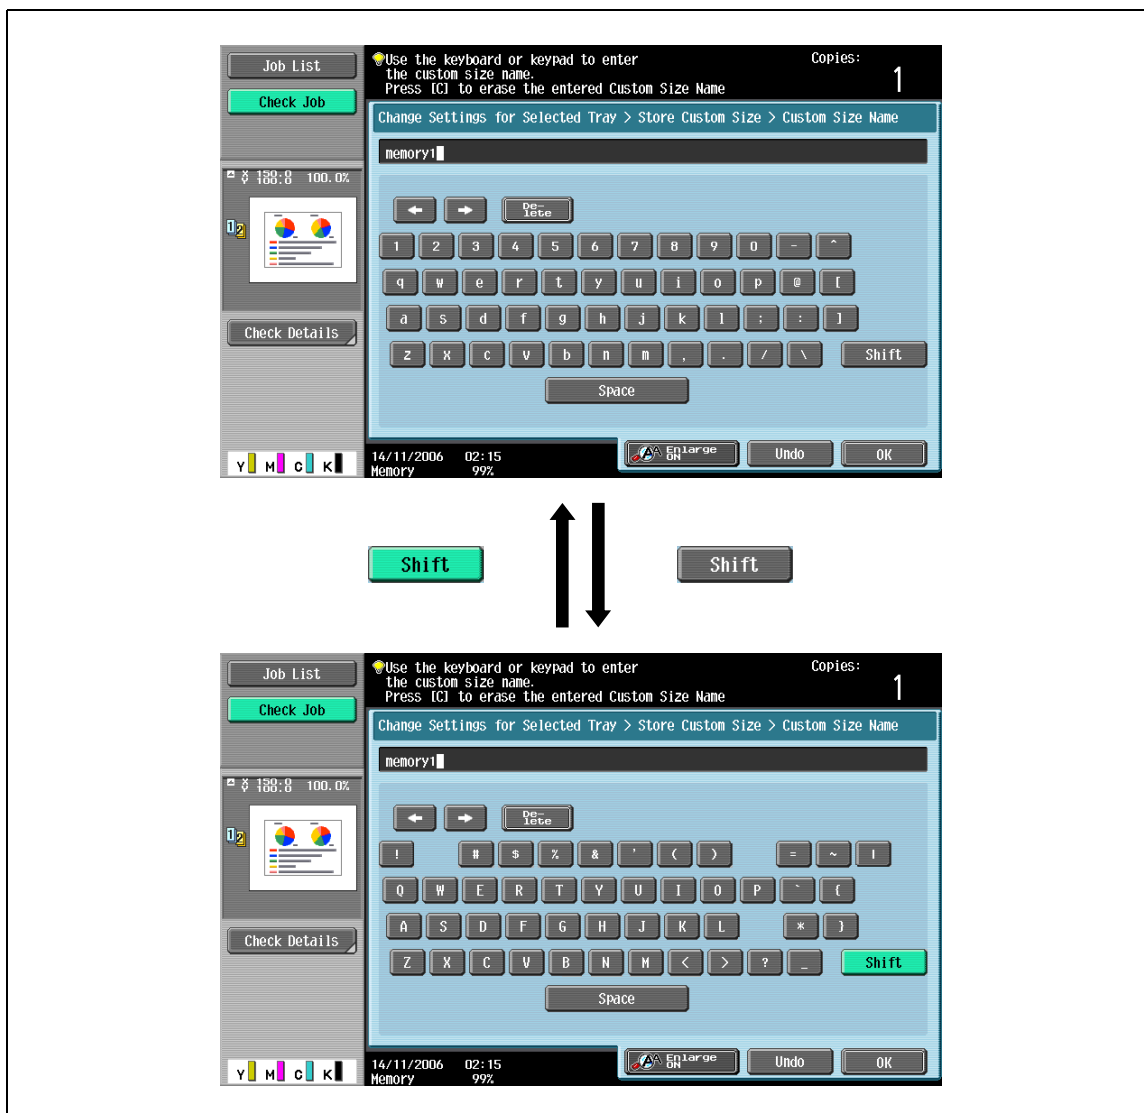 Job List
Check Job
Use the keyboard or keypad to enter
the custom size name.
Press [C] to erase the entered Custom Size Name
Copies:
1
Change Settings for Selected Tray > Store Custom Size > Custom Size Name
memory1
100.0%
1 2
← → De-
lete
1 2 3 4 5 6 7 8 9 0 - ^
q w e r t y u i o p @ [
a s d f g h j k l ; : ]
z x c v b n m , . / \ Shift
Space
Check Details
Y M C K
14/11/2006 02:15
Memory 99%
Enlarge
ON
Undo
OK
Shift
Shift
Job List
Check Job
Use the keyboard or keypad to enter
the custom size name.
Press [C] to erase the entered Custom Size Name
Copies:
1
Change Settings for Selected Tray > Store Custom Size > Custom Size Name
memory1
100.0%
1 2
← → De-
lete
! # $ % & ' ( ) = ~ |
Q W E R T Y U I O P ` {
A S D F G H J K L * }
Z X C V B N M < > ? _ Shift
Space
Check Details
Y M C K
14/11/2006 02:15
Memory 99%
Enlarge
ON
Undo
OK